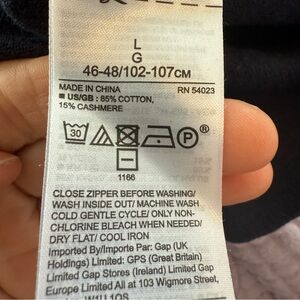 L
G
46-48/102-107CM
MADE IN CHINA RN 54023
■ US/GB: 85% COTTON,
15% CASHMERE
30 P ®
1166
CLOSE ZIPPER BEFORE WASHING/
WASH INSIDE OUT/ MACHINE WASH
COLD GENTLE CYCLE/ ONLY NON-
CHLORINE BLEACH WHEN NEEDED/
DRY FLAT/ COOL IRON
Imported By/Importe Par: Gap (UK
Holdings) Limited: GPS (Great Britain)
Limited Gap Stores (Ireland) Limited Gap
Europe Limited All at 103 Wigmore Street,
W1U 1QS